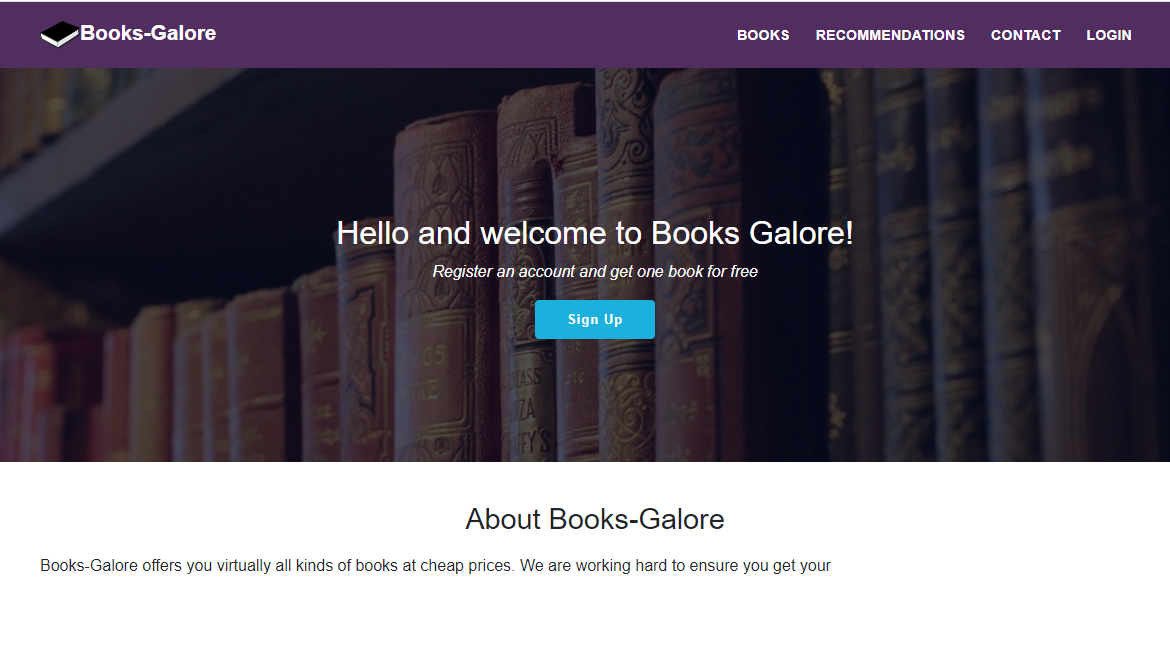 Books-Galore
BOOKS RECOMMENDATIONS CONTACT LOGIN
Hello and welcome to Books Galore!
Register an account and get one book for free
Sign Up
About Books-Galore
Books-Galore offers you virtually all kinds of books at cheap prices. We are working hard to ensure you get your